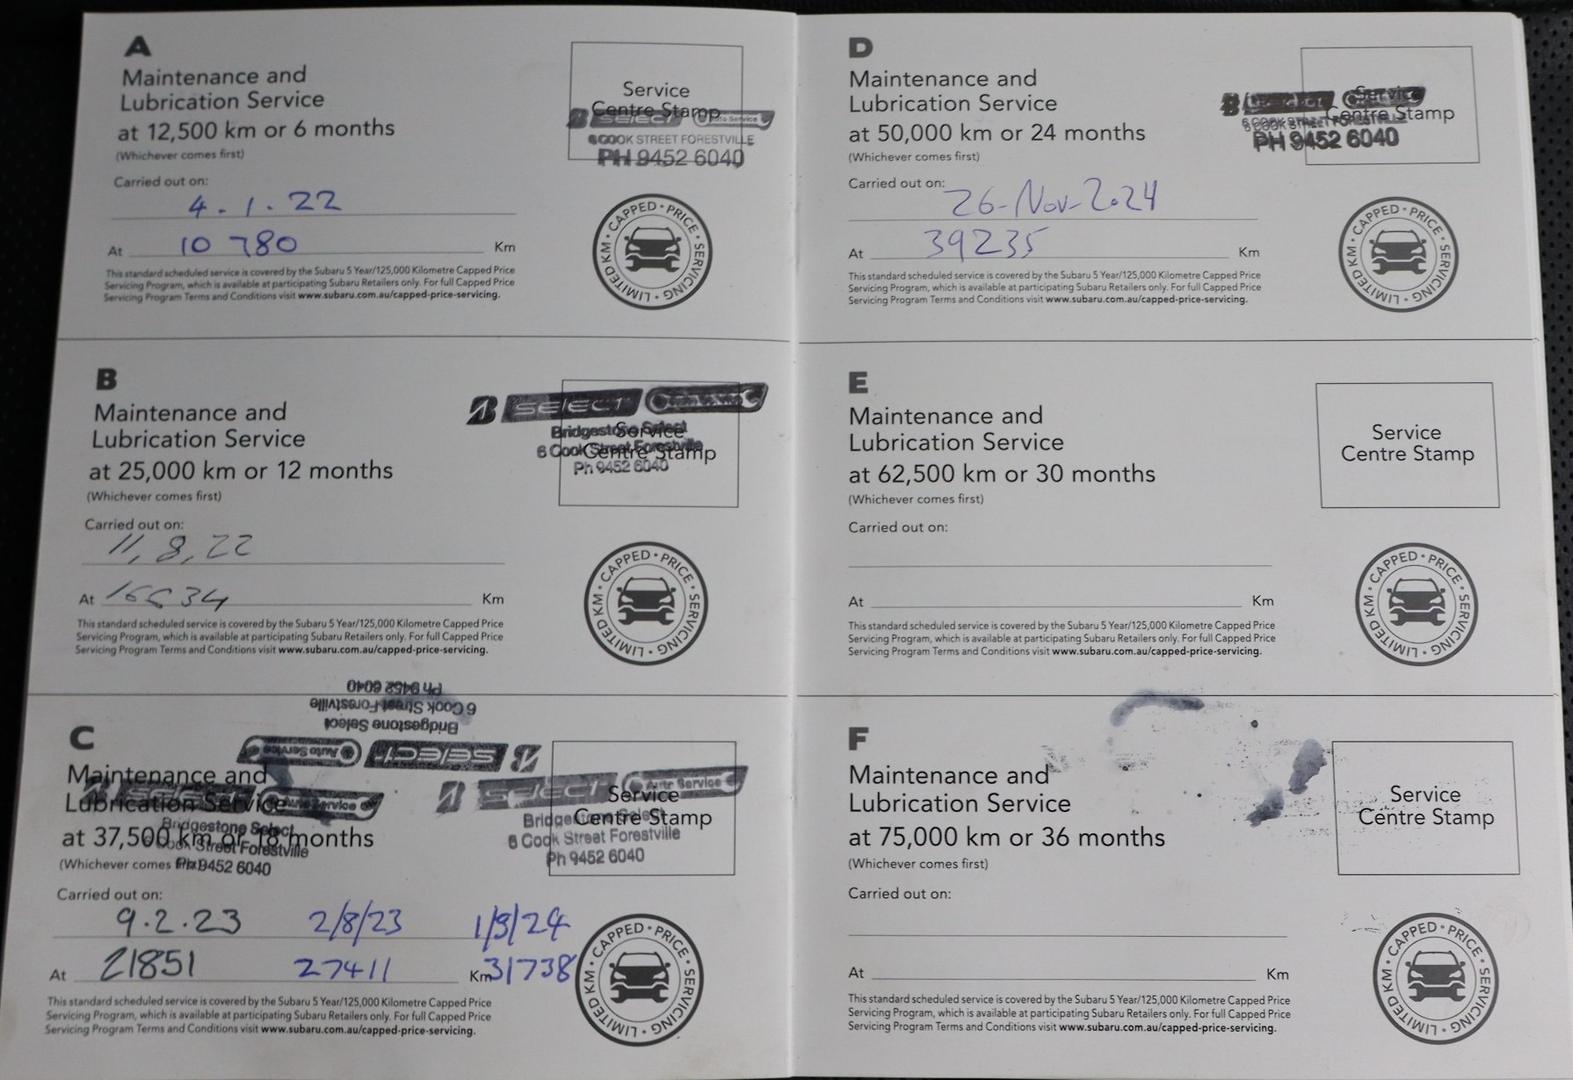 A
Maintenance and
Lubrication Service
at 12,500 km or 6 months
(Whichever comes first)
Service
Centre Stamp
SELECT Auto Service
6 COOK STREET FORESTVILLE
PH 9452 6040
Carried out on:
4.1.22
At 10 780 Km
This standard scheduled service is covered by the Subaru 5 Year/125,000 Kilometre Capped Price
Servicing Program, which is available at participating Subaru Retailers only. For full Capped Price
Servicing Program Terms and Conditions visit www.subaru.com.au/capped-price-servicing.
LIMITED KM • CAPPED • PRICE • SERVICING •
B
Maintenance and
Lubrication Service
at 25,000 km or 12 months
(Whichever comes first)
Service
Centre Stamp
SELECT
Bridgestone Select
6 Cook Street Forestville
Ph 9452 6040
Carried out on:
11,8,22
At Km
This standard scheduled service is covered by the Subaru 5 Year/125,000 Kilometre Capped Price
Servicing Program, which is available at participating Subaru Retailers only. For full Capped Price
Servicing Program Terms and Conditions visit www.subaru.com.au/capped-price-servicing.
LIMITED KM • CAPPED • PRICE • SERVICING •
C
Maintenance and
Lubrication Service
at 37,500 km or 18 months
(Whichever comes first)
SELECT Auto Service
Bridgestone Select
6 Cook Street Forestville
Ph 9452 6040
Auto Service
Bridgestone Select
Cook Street Forestville
Ph 9452 6040
Service
Centre Stamp
SELECT Auto Service
Bridgestone Select
6 Cook Street Forestville
Ph 9452 6040
Carried out on:
9.2.23 2/8/23 1/3/24
At 21851 27411 Km 31738
This standard scheduled service is covered by the Subaru 5 Year/125,000 Kilometre Capped Price
Servicing Program, which is available at participating Subaru Retailers only. For full Capped Price
Servicing Program Terms and Conditions visit www.subaru.com.au/capped-price-servicing.
LIMITED KM • CAPPED • PRICE • SERVICING •
D
Maintenance and
Lubrication Service
at 50,000 km or 24 months
(Whichever comes first)
Service
Centre Stamp
6 COOK STREET FORESTVILLE
PH 9452 6040
Carried out on:
26-Nov-2024
At 39235 Km
This standard scheduled service is covered by the Subaru 5 Year/125,000 Kilometre Capped Price
Servicing Program, which is available at participating Subaru Retailers only. For full Capped Price
Servicing Program Terms and Conditions visit www.subaru.com.au/capped-price-servicing.
LIMITED KM • CAPPED • PRICE • SERVICING •
E
Maintenance and
Lubrication Service
at 62,500 km or 30 months
(Whichever comes first)
Service
Centre Stamp
Carried out on:
At Km
This standard scheduled service is covered by the Subaru 5 Year/125,000 Kilometre Capped Price
Servicing Program, which is available at participating Subaru Retailers only. For full Capped Price
Servicing Program Terms and Conditions visit www.subaru.com.au/capped-price-servicing.
LIMITED KM • CAPPED • PRICE • SERVICING •
F
Maintenance and
Lubrication Service
at 75,000 km or 36 months
(Whichever comes first)
Service
Centre Stamp
Carried out on:
At Km
This standard scheduled service is covered by the Subaru 5 Year/125,000 Kilometre Capped Price
Servicing Program, which is available at participating Subaru Retailers only. For full Capped Price
Servicing Program Terms and Conditions visit www.subaru.com.au/capped-price-servicing.
LIMITED KM • CAPPED • PRICE • SERVICING •